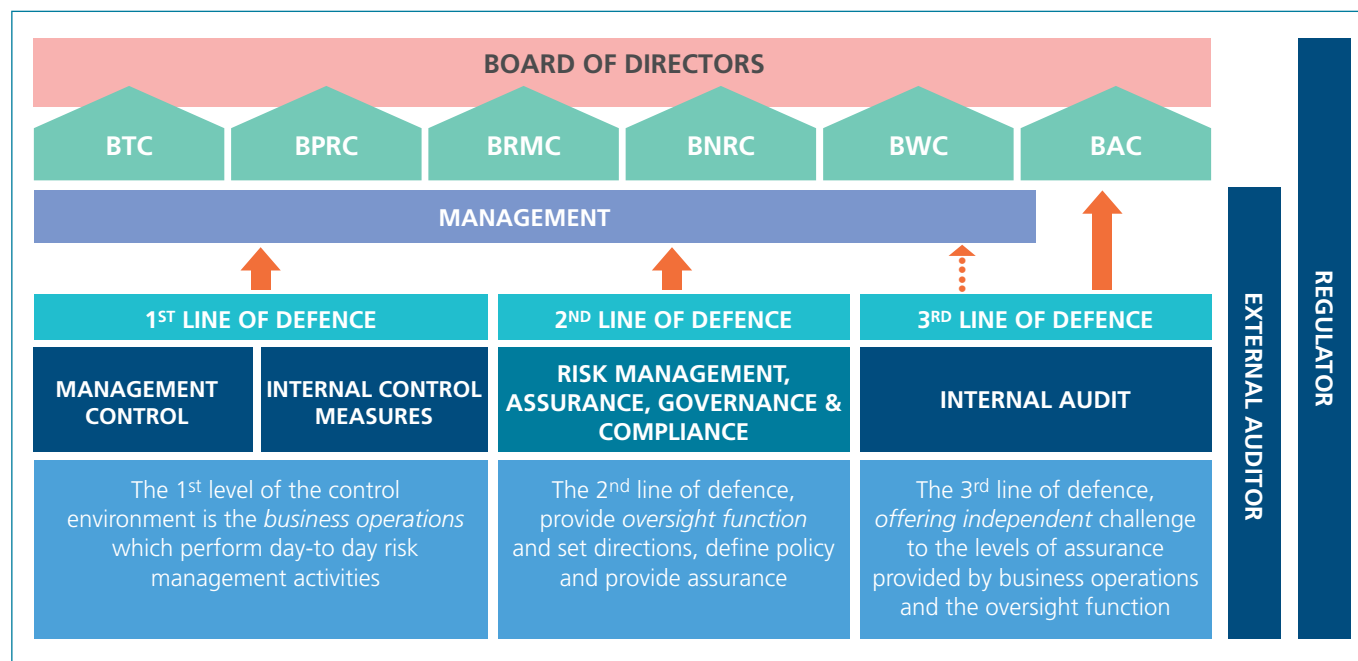 BOARD OF DIRECTORS
BTC
BPRC
BRMC
BNRC
BWC
BAC
MANAGEMENT
1ST LINE OF DEFENCE
2ND LINE OF DEFENCE
3RD LINE OF DEFENCE
MANAGEMENT
CONTROL
INTERNAL CONTROL
MEASURES
RISK MANAGEMENT,
ASSURANCE, GOVERNANCE &
COMPLIANCE
INTERNAL AUDIT
The 1st level of the control
environment is the business operations
which perform day-to day risk
management activities
The 2nd line of defence,
provide oversight function
and set directions, define policy
and provide assurance
The 3rd line of defence,
offering independent challenge
to the levels of assurance
provided by business operations
and the oversight function
EXTERNAL AUDITOR
REGULATOR